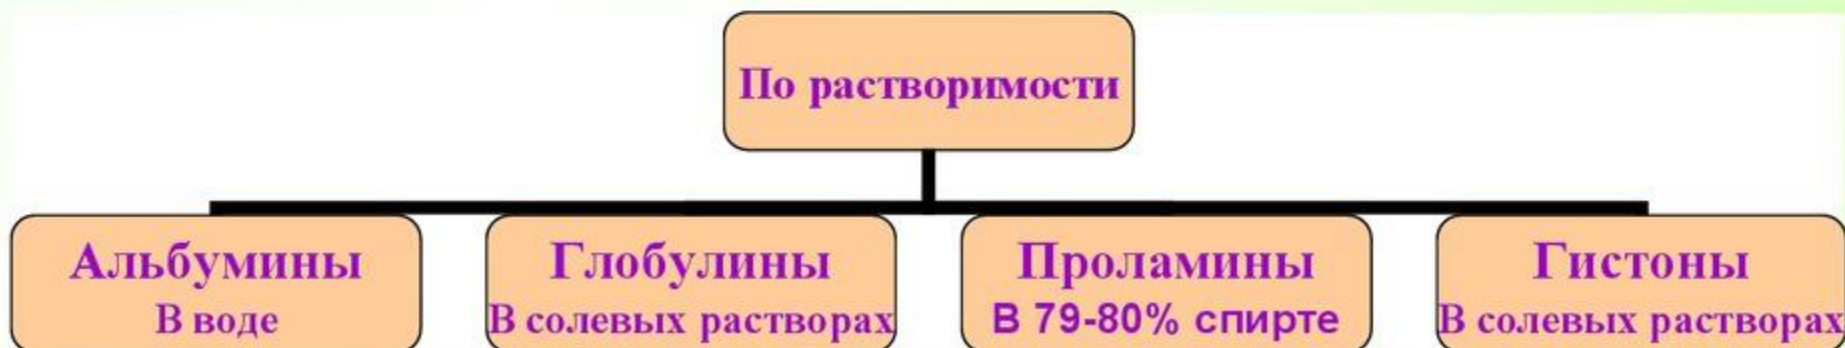 По растворимости
Альбумины
В воде
Глобулины
В солевых растворах
Проламины
В 79-80% спирте
Гистоны
В солевых растворах